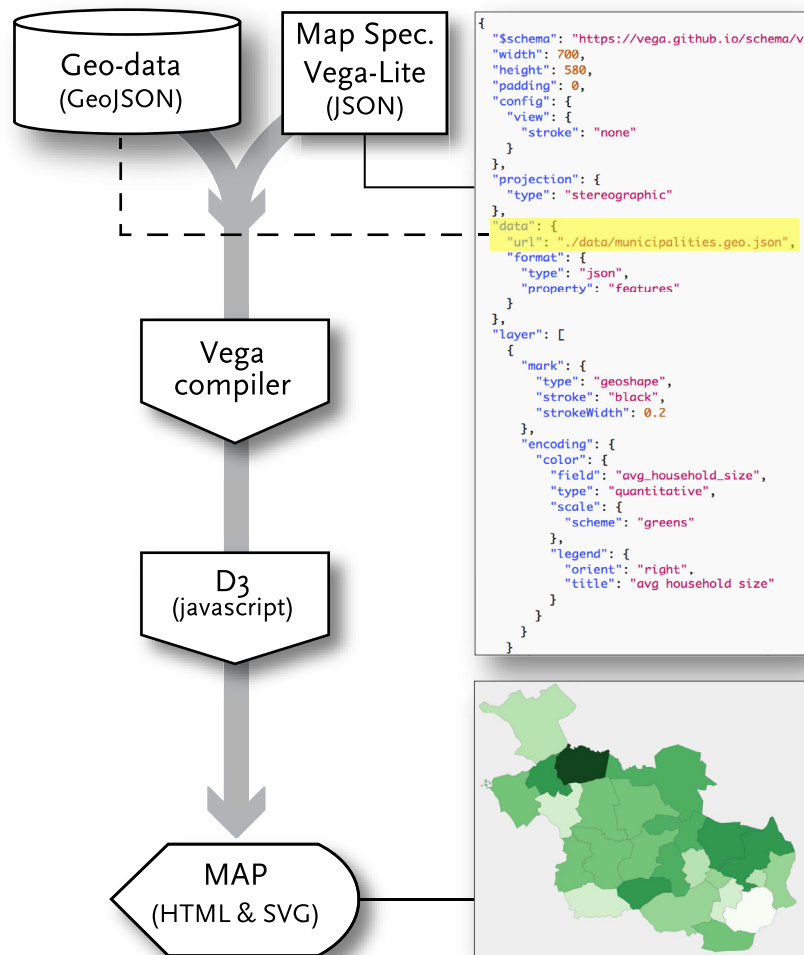 Geo-data
(GeoJSON)
Map Spec.
Vega-Lite
(JSON)
Vega
compiler
D3
(javascript)
MAP
(HTML & SVG)
{
"$schema": "https://vega.github.io/schema/v
"width": 700,
"height": 580,
"padding": 0,
"config": {
"view": {
"stroke": "none"
}
},
"projection": {
"type": "stereographic"
},
"data": {
"url": "./data/municipalities.geo.json",
"format": {
"type": "json",
"property": "features"
}
},
"layer": [
{
"mark": {
"type": "geoshape",
"stroke": "black",
"strokeWidth": 0.2
},
"encoding": {
"color": {
"field": "avg_household_size",
"type": "quantitative",
"scale": {
"scheme": "greens"
},
"legend": {
"orient": "right",
"title": "avg household size"
}
}
}
}